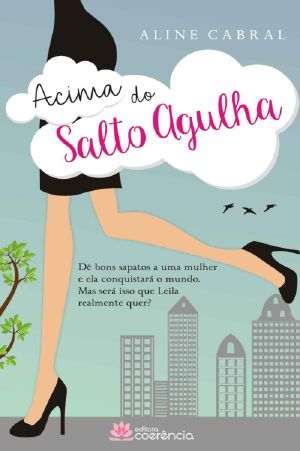 ALINE CABRAL
Acima do
Salto Agulha
Dê bons sapatos a uma mulher
e ela conquistará o mundo.
Mas será isso que Leila
realmente quer?
editora
coerência